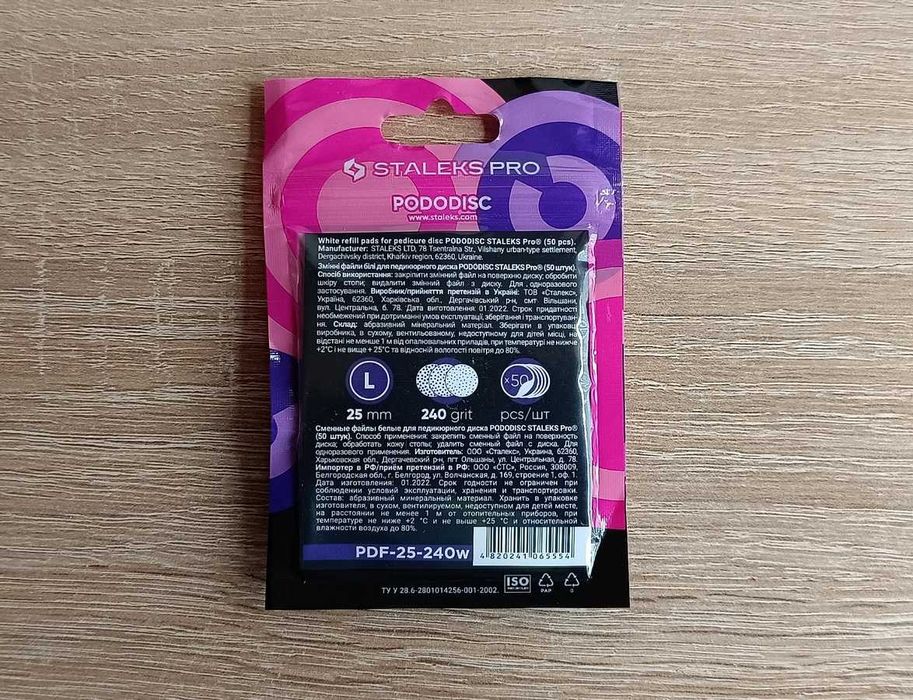 STALEKS PRO
PODODISC
www.staleks.com
White refill pads for pedicure disc PODODISC STALEKS Pro® (50 pcs).
Manufacturer: STALEKS LTD, 78 Tsentralna Str., Vilshany urban-type settlement,
Dergachivsky district, Kharkiv region, 62360, Ukraine.
Змінні файли білі для педикюрного диска PODODISC STALEKS Pro® (50 штук).
Спосіб використання: закріпити змінний файл на поверхню диску; обробити
шкіру стопи; видалити змінний файл з диску. Для одноразового
застосування. Виробник/прийняття претензій в Україні: ТОВ «Сталекс»,
Україна, 62360, Харківська обл., Дергачівський р-н, смт Вільшани,
вул. Центральна, б. 78. Дата виготовлення 01.2022. Строк придатності
необмежений при дотриманні умов експлуатації, зберігання і транспортуван-
ня. Склад: абразивний мінеральний матеріал. Зберігати в упаковці
виробника, в сухому, вентильованому, недоступному для дітей місці, на
відстані не менше 1 м від опалювальних приладів, при температурі не нижче
+2°С і не вище + 25°С та відносній вологості повітря до 80%.
L
×50
25 mm
240 grit
pcs/шт
Сменные файлы белые для педикюрного диска PODODISC STALEKS Pro®
(50 штук). Способ применения: закрепить сменный файл на поверхность
диска; обработать кожу стопы; удалить сменный файл с диска. Для
одноразового применения. Изготовитель: ООО «Сталекс», Украина, 62360,
Харьковская обл., Дергачевский р-н, пгт Ольшаны, ул. Центральная, д. 78.
Импортер в РФ/приём претензий в РФ: ООО «СТС», Россия, 308009,
Белгородская обл., г. Белгород, ул. Волчанская, д. 169, строение 1, оф. 1.
Дата изготовления: 01.2022. Срок годности не ограничен при
соблюдении условий эксплуатации, хранения и транспортировки.
Состав: абразивный минеральный материал. Хранить в упаковке
изготовителя, в сухом, вентилируемом, недоступном для детей месте,
на расстоянии не менее 1 м от отопительных приборов, при
температуре не ниже +2 °С и не выше +25 °С и относительной
влажности воздуха до 80%.
PDF-25-240w
4 820241 065554
ТУ У 28.6-2801014256-001-2002.
ISO
PAP